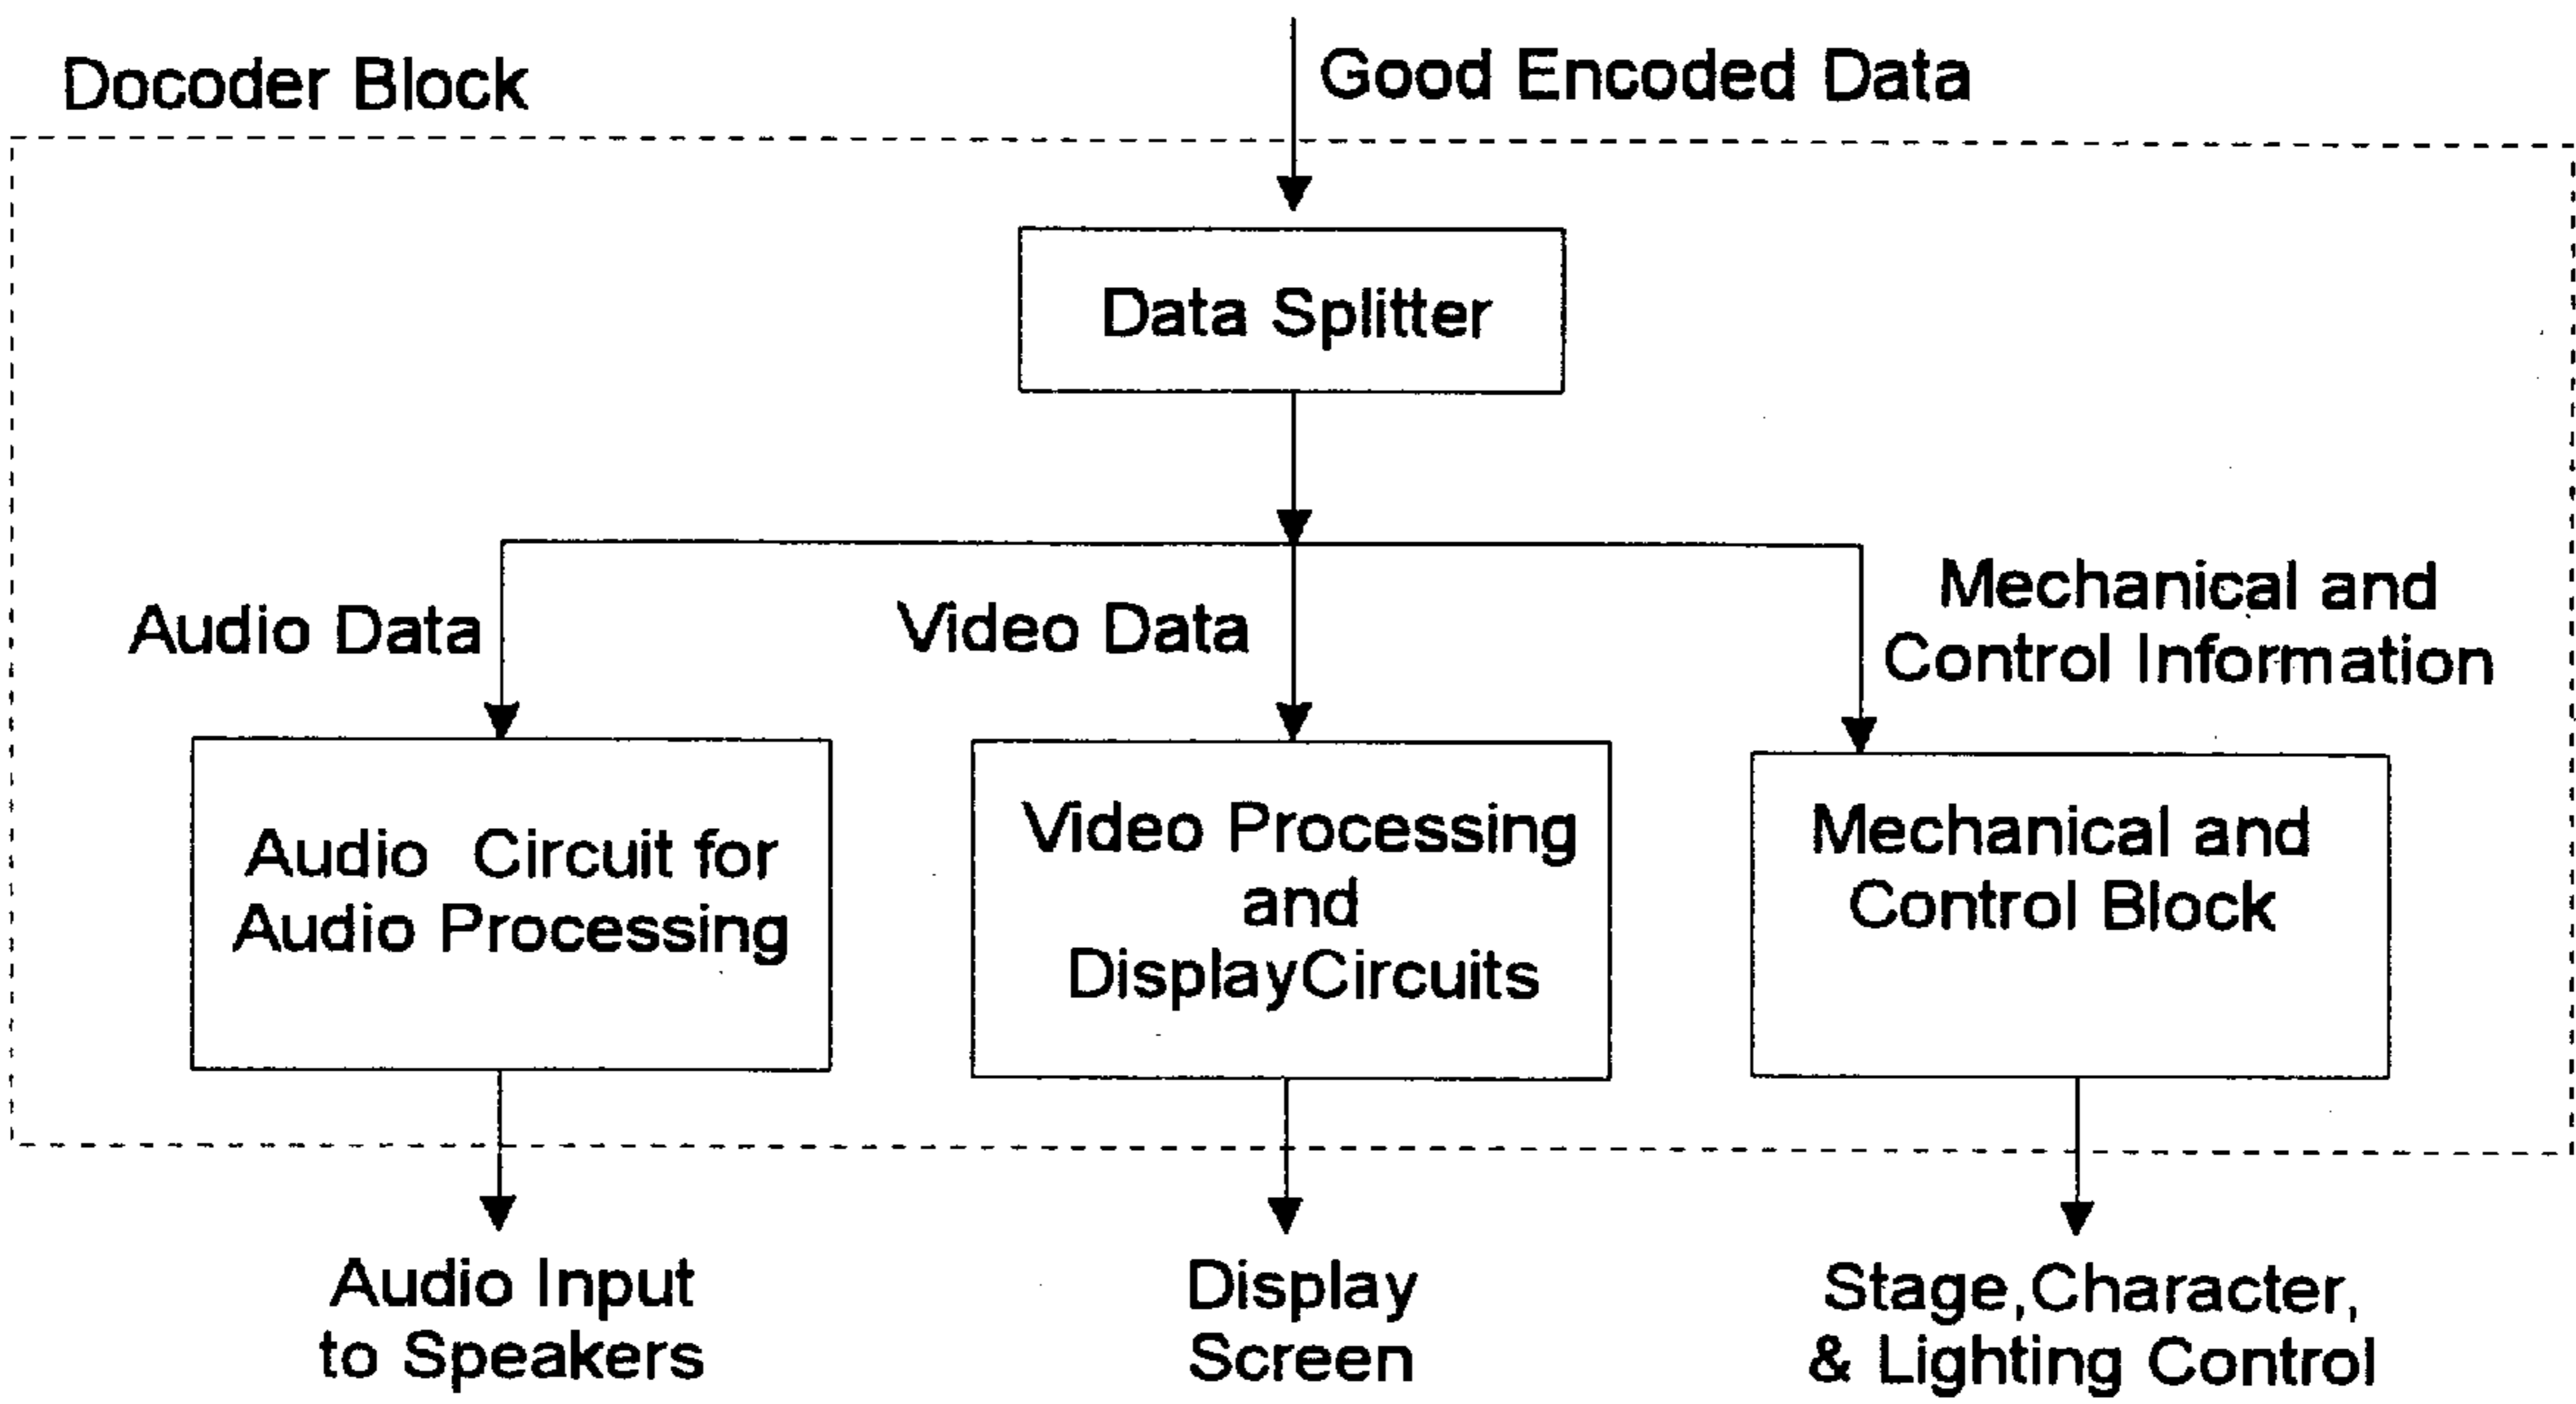 Docoder Block
Good Encoded Data
Data Splitter
Audio Data
Video Data
Mechanical and
Control Information
Audio Circuit for
Audio Processing
Video Processing
and
DisplayCircuits
Mechanical and
Control Block
Audio Input
to Speakers
Display
Screen
Stage,Character,
& Lighting Control